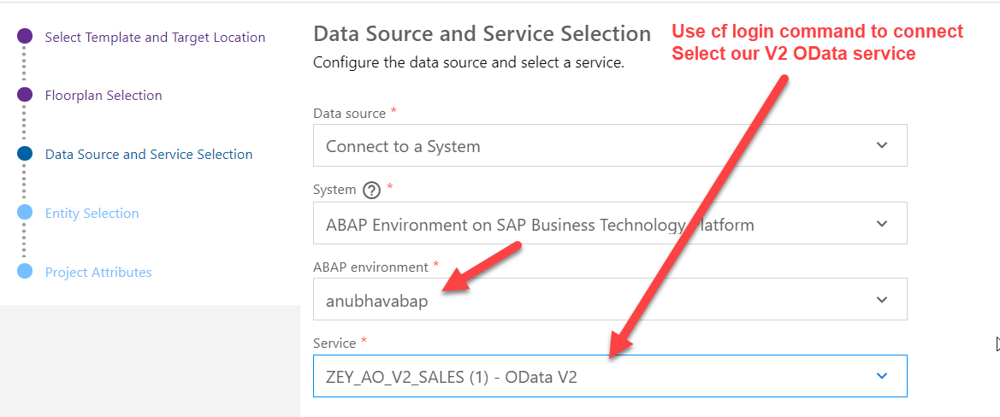 Select Template and Target Location
Floorplan Selection
Data Source and Service Selection
Entity Selection
Project Attributes
Data Source and Service Selection
Configure the data source and select a service.
Use cf login command to connect
Select our V2 OData service
Data source *
Connect to a System
System ? *
ABAP Environment on SAP Business Technology Platform
ABAP environment *
anubhavabap
Service *
ZEY_AO_V2_SALES (1) - OData V2